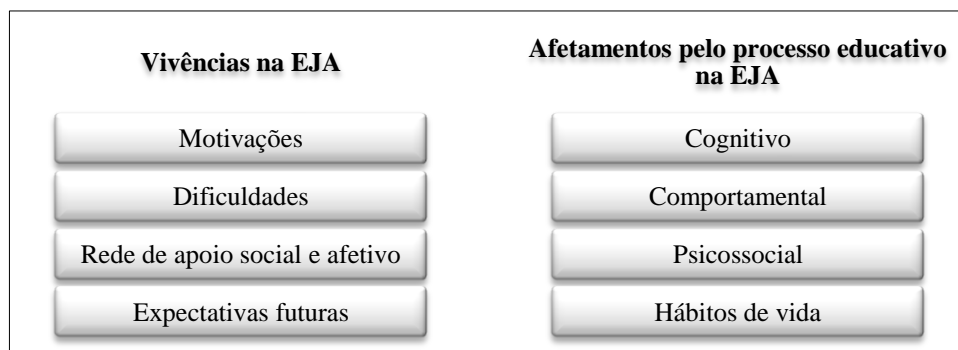 Vivências na EJA
Motivações
Dificuldades
Rede de apoio social e afetivo
Expectativas futuras
Afetamentos pelo processo educativo
na EJA
Cognitivo
Comportamental
Psicossocial
Hábitos de vida